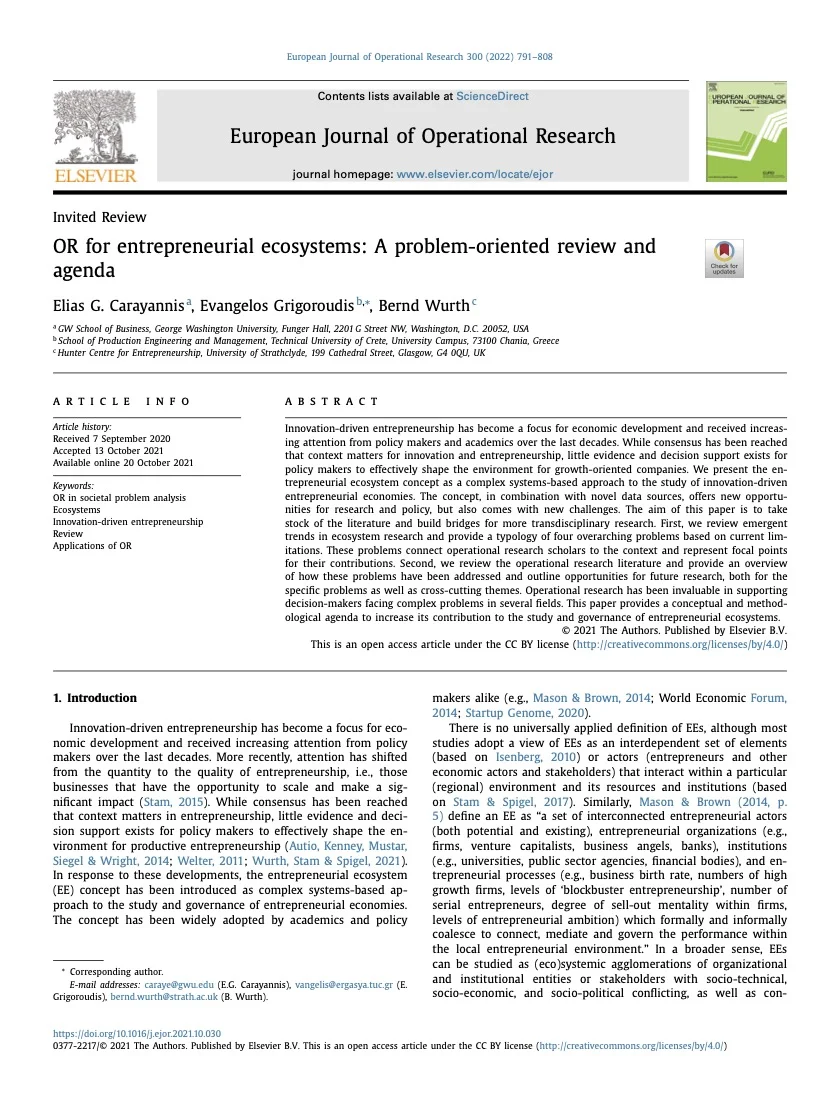 European Journal of Operational Research 300 (2022) 791–808
Contents lists available at ScienceDirect
European Journal of Operational Research
journal homepage: www.elsevier.com/locate/ejor
ELSEVIER
Invited Review
OR for entrepreneurial ecosystems: A problem-oriented review and
agenda
Check for
updates
Elias G. Carayannis a, Evangelos Grigoroudis b,*, Bernd Wurth c
a GW School of Business, George Washington University, Funger Hall, 2201 G Street NW, Washington, D.C. 20052, USA
b School of Production Engineering and Management, Technical University of Crete, University Campus, 73100 Chania, Greece
c Hunter Centre for Entrepreneurship, University of Strathclyde, 199 Cathedral Street, Glasgow, G4 0QU, UK
ARTICLE INFO
Article history:
Received 7 September 2020
Accepted 13 October 2021
Available online 20 October 2021
Keywords:
OR in societal problem analysis
Ecosystems
Innovation-driven entrepreneurship
Review
Applications of OR
ABSTRACT
Innovation-driven entrepreneurship has become a focus for economic development and received increas-
ing attention from policy makers and academics over the last decades. While consensus has been reached
that context matters for innovation and entrepreneurship, little evidence and decision support exists for
policy makers to effectively shape the environment for growth-oriented companies. We present the en-
trepreneurial ecosystem concept as a complex systems-based approach to the study of innovation-driven
entrepreneurial economies. The concept, in combination with novel data sources, offers new opportu-
nities for research and policy, but also comes with new challenges. The aim of this paper is to take
stock of the literature and build bridges for more transdisciplinary research. First, we review emergent
trends in ecosystem research and provide a typology of four overarching problems based on current lim-
itations. These problems connect operational research scholars to the context and represent focal points
for their contributions. Second, we review the operational research literature and provide an overview
of how these problems have been addressed and outline opportunities for future research, both for the
specific problems as well as cross-cutting themes. Operational research has been invaluable in supporting
decision-makers facing complex problems in several fields. This paper provides a conceptual and method-
ological agenda to increase its contribution to the study and governance of entrepreneurial ecosystems.
© 2021 The Authors. Published by Elsevier B.V.
This is an open access article under the CC BY license (http://creativecommons.org/licenses/by/4.0/)
1. Introduction
Innovation-driven entrepreneurship has become a focus for eco-
nomic development and received increasing attention from policy
makers over the last decades. More recently, attention has shifted
from the quantity to the quality of entrepreneurship, i.e., those
businesses that have the opportunity to scale and make a sig-
nificant impact (Stam, 2015). While consensus has been reached
that context matters in entrepreneurship, little evidence and deci-
sion support exists for policy makers to effectively shape the en-
vironment for productive entrepreneurship (Autio, Kenney, Mustar,
Siegel & Wright, 2014; Welter, 2011; Wurth, Stam & Spigel, 2021).
In response to these developments, the entrepreneurial ecosystem
(EE) concept has been introduced as complex systems-based ap-
proach to the study and governance of entrepreneurial economies.
The concept has been widely adopted by academics and policy
* Corresponding author.
E-mail addresses: caraye@gwu.edu (E.G. Carayannis), vangelis@ergasya.tuc.gr (E.
Grigoroudis), bernd.wurth@strath.ac.uk (B. Wurth).
makers alike (e.g., Mason & Brown, 2014; World Economic Forum,
2014; Startup Genome, 2020).
There is no universally applied definition of EEs, although most
studies adopt a view of EEs as an interdependent set of elements
(based on Isenberg, 2010) or actors (entrepreneurs and other
economic actors and stakeholders) that interact within a particular
(regional) environment and its resources and institutions (based
on Stam & Spigel, 2017). Similarly, Mason & Brown (2014, p.
5) define an EE as “a set of interconnected entrepreneurial actors
(both potential and existing), entrepreneurial organizations (e.g.,
firms, venture capitalists, business angels, banks), institutions
(e.g., universities, public sector agencies, financial bodies), and en-
trepreneurial processes (e.g., business birth rate, numbers of high
growth firms, levels of ‘blockbuster entrepreneurship’, number of
serial entrepreneurs, degree of sell-out mentality within firms,
levels of entrepreneurial ambition) which formally and informally
coalesce to connect, mediate and govern the performance within
the local entrepreneurial environment.” In a broader sense, EEs
can be studied as (eco)systemic agglomerations of organizational
and institutional entities or stakeholders with socio-technical,
socio-economic, and socio-political conflicting, as well as con-
https://doi.org/10.1016/j.ejor.2021.10.030
0377-2217/© 2021 The Authors. Published by Elsevier B.V. This is an open access article under the CC BY license (http://creativecommons.org/licenses/by/4.0/)